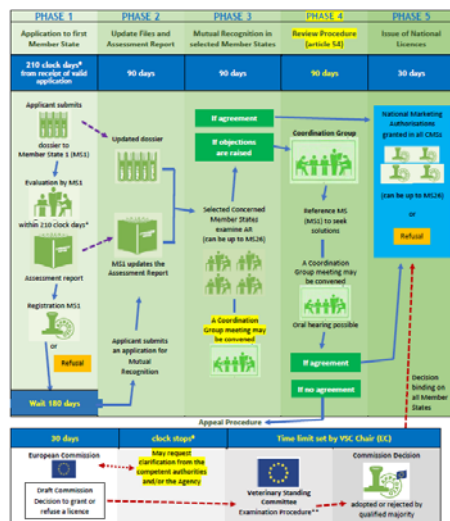 PHASE 1
Application to first
Member State
210 clock days*
from receipt of valid
application
Applicant submits
dossier to
Member State 1 (MS1)
Evaluation by MS1
within 210 clock days*
Assessment report
Registration MS1
or
Refusal
Wait 180 days
PHASE 2
Update Files and
Assessment Report
90 days
Updated dossier
MS1 updates the
Assessment Report
Applicant submits
an application for
Mutual
Recognition
PHASE 3
Mutual Recognition in
selected Member States
90 days
If agreement
If objections
are raised
Selected Concerned
Member States
examine AR
(can be up to MS26)
A Coordination
Group meeting may
be convened
PHASE 4
Review Procedure
(article 54)
90 days
Coordination Group
Reference MS
(MS1) to seek
solutions
A Coordination
Group meeting may
be convened
Oral hearing possible
If agreement
If no agreement
PHASE 5
Issue of National
Licences
30 days
National Marketing
Authorisations
granted in all CMSs
(can be up to MS26)
or
Refusal
Decision
binding on
all Member
States
Appeal Procedure
30 days
European Commission
Draft Commission
Decision to grant or
refuse a licence
clock stops*
May request
clarification from the
competent authorities
and/or the Agency
Time limit set by VSC Chair (EC)
Veterinary Standing
Committee
Examination Procedure**
Commission Decision
adopted or rejected by
qualified majority